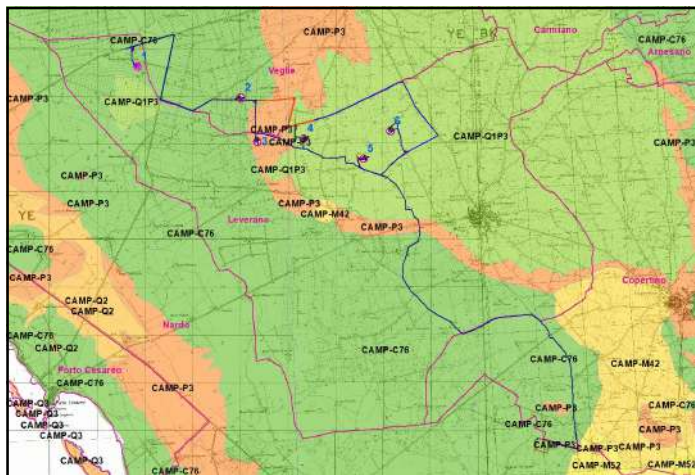 CAMP-P3
Carmiano
YE BK
CAMP-C76
CAMP-C76
Arnesano
1
Veglie
CAMP-P3
2
CAMP-P3
CAMP-Q1P3
6
CAMP-P3
4
CAMP-Q1P3
3
CAMP-P3
5
CAMP-Q1P3
CAMP-P3
CAMP-P3
CAMP-P3
YE
CAMP-M42
Leverano
CAMP-P3
CAMP-C76
CAMP-P3
Copertino
CAMP-Q2
CAMP-Q2
Nardò
CAMP-C76
CAMP-Q2
CAMP-C76
CAMP-C76
CAMP-M42
Porto Cesareo
CAMP-C76
CAMP-P3
CAMP-Q3
CAMP-Q3
CAMP-Q3
CAMP-Q3
CAMP-P3
CAMP-C76
CAMP-C76
CAMP-P3
CAMP-P3
CAMP-P3
CAMP-P3
CAMP-Q3
CAMP-C76
CAMP-M52